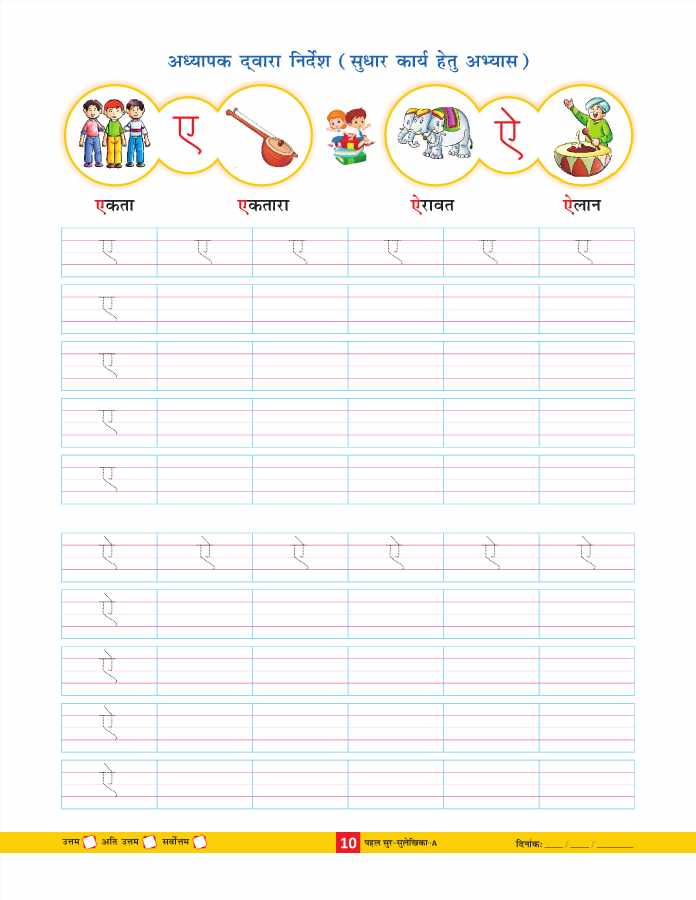 अध्यापक द्‌वारा निर्देश ( सुधार कार्य हेतु अभ्यास )
ए ऐ
एकता एकतारा ऐरावत ऐलान
ए ए ए ए ए ए
ए
ए
ए
ए
ऐ ऐ ऐ ऐ ऐ ऐ
ऐ
ऐ
ऐ
ऐ
उत्तम अति उत्तम सर्वोत्तम 10 पहल सुर-सुलेखिका-A दिनांकः ____ / ____ / ________